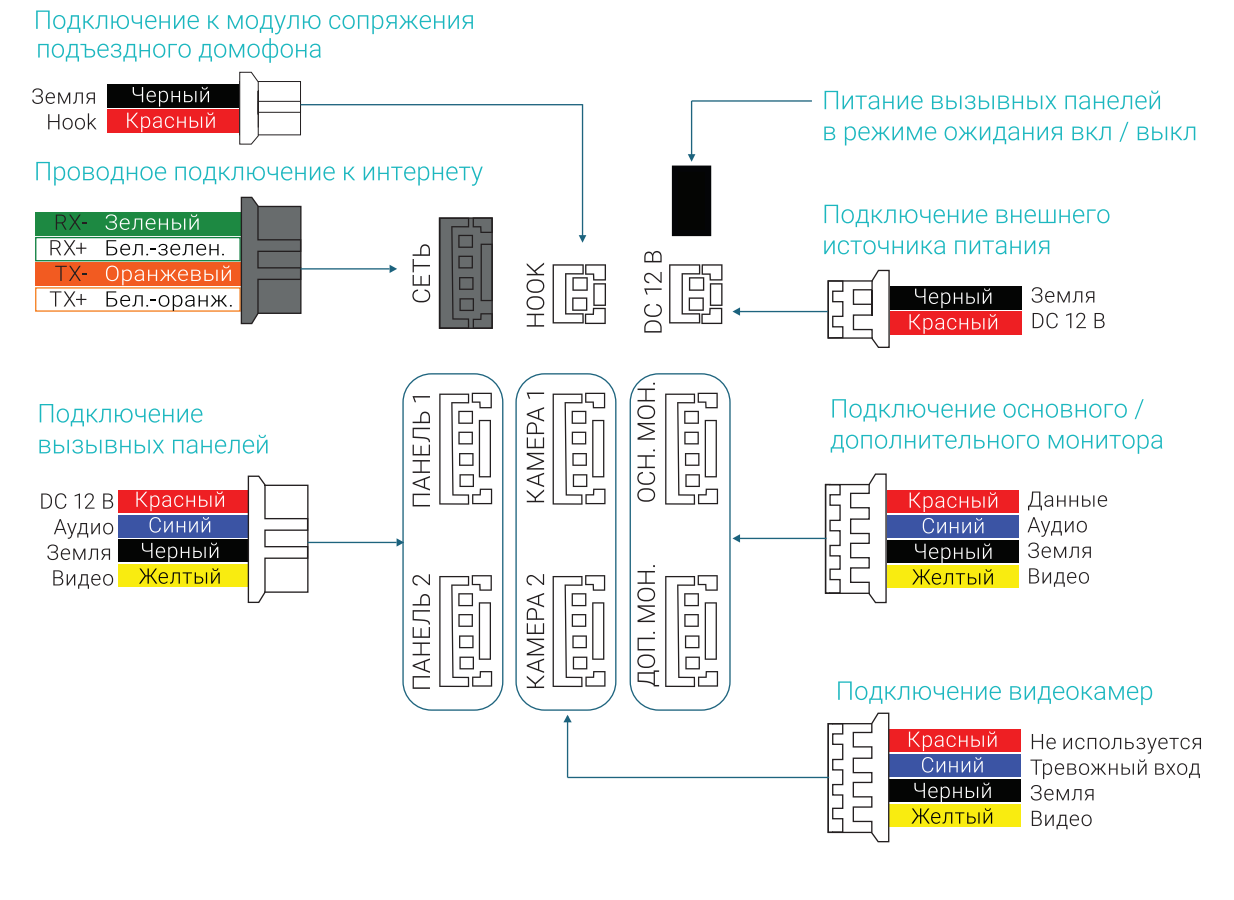 Подключение к модулю сопряжения
подъездного домофона
Земля Черный
Hook Красный
Питание вызывных панелей
в режиме ожидания вкл / выкл
Проводное подключение к интернету
RX- Зеленый
RX+ Бел.-зелен.
TX- Оранжевый
TX+ Бел.-оранж.
СЕТЬ
HOOK
DC 12 В
Подключение внешнего
источника питания
Черный Земля
Красный DC 12 В
Подключение
вызывных панелей
DC 12 В Красный
Аудио Синий
Земля Черный
Видео Желтый
ПАНЕЛЬ 1
КАМЕРА 1
ОСН. МОН.
ПАНЕЛЬ 2
КАМЕРА 2
ДОП. МОН.
Подключение основного /
дополнительного монитора
Красный Данные
Синий Аудио
Черный Земля
Желтый Видео
Подключение видеокамер
Красный Не используется
Синий Тревожный вход
Черный Земля
Желтый Видео